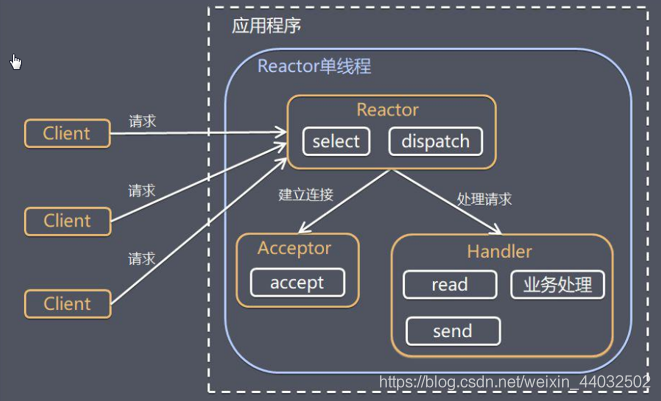 应用程序
Reactor单线程
Reactor
select
dispatch
Client
请求
Client
请求
Client
请求
建立连接
处理请求
Acceptor
accept
Handler
read
业务处理
send
https://blog.csdn.net/weixin_44032502